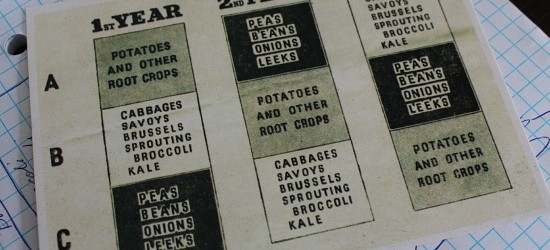 1ST YEAR
A
POTATOES
AND OTHER
ROOT CROPS
B
CABBAGES
SAVOYS
BRUSSELS
SPROUTING
BROCCOLI
KALE
C
PEAS
BEANS
ONIONS
LEEKS
2ND
PEAS
BEANS
ONIONS
LEEKS
POTATOES
AND OTHER
ROOT CROPS
CABBAGES
SAVOYS
BRUSSELS
SPROUTING
BROCCOLI
KALE
SAVOYS
BRUSSELS
SPROUTING
BROCCOLI
KALE
PEAS
BEANS
ONIONS
LEEKS
POTATOES
AND OTHER
ROOT CROPS